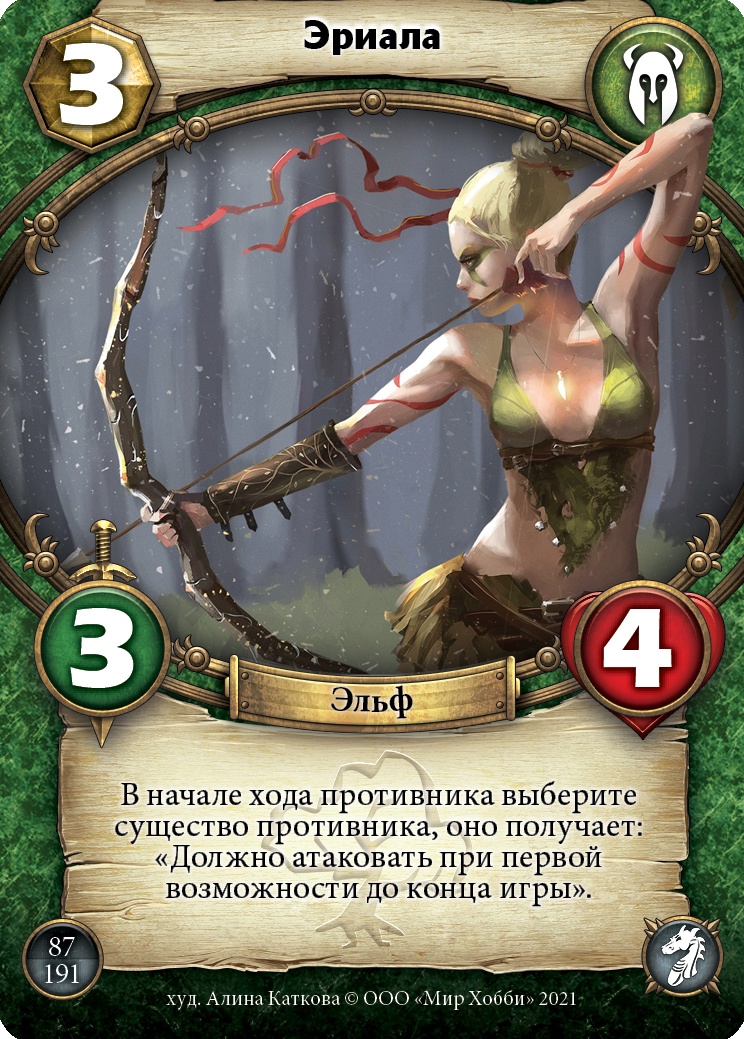 Эриала
3
3
4
Эльф
В начале хода противника выберите
существо противника, оно получает:
«Должно атаковать при первой
возможности до конца игры».
87
191
худ. Алина Каткова © ООО «Мир Хобби» 2021